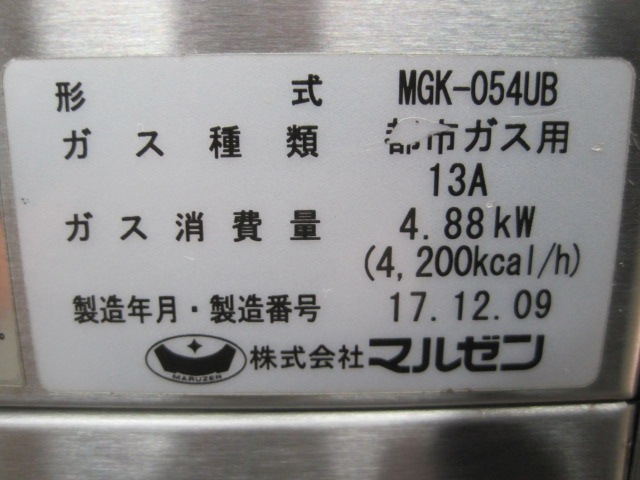 形式 MGK-054UB
ガス種類 都市ガス用
13A
ガス消費量 4.88kW
(4,200kcal/h)
製造年月・製造番号 17.12.09
MARUZEN 株式会社マルゼン